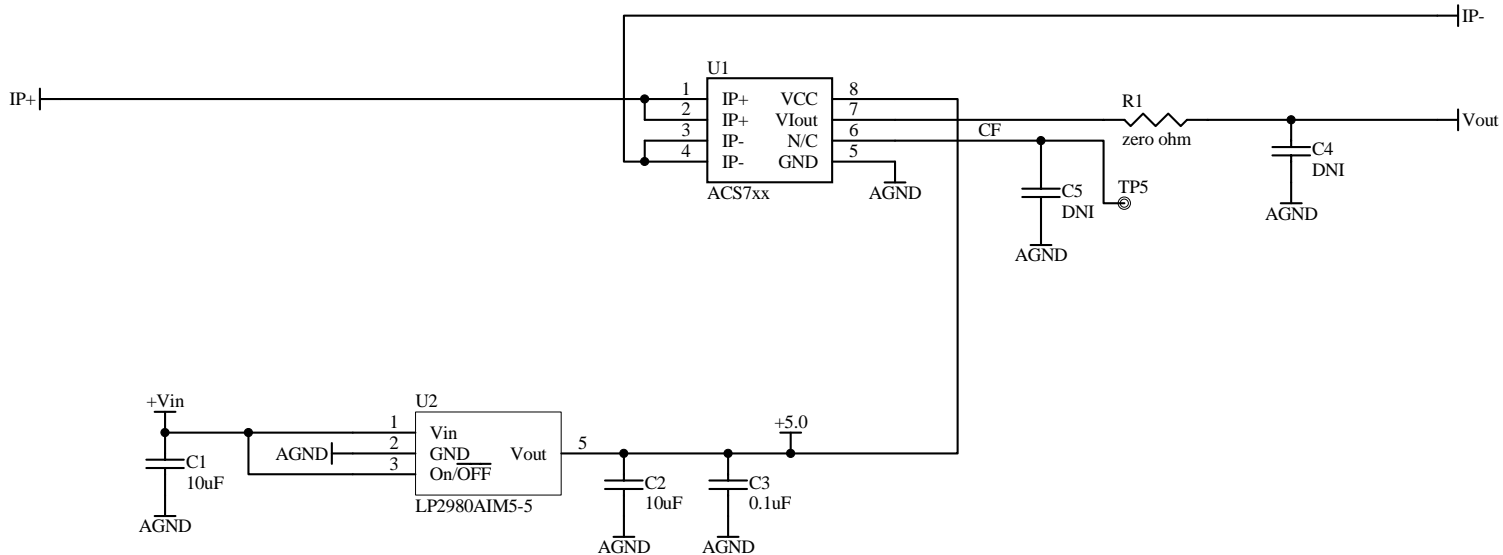 IP-
U1
IP+
1
IP+
VCC
8
2
IP+
VIout
7
3
IP-
N/C
6
4
IP-
GND
5
ACS7xx
AGND
CF
R1
zero ohm
Vout
C4
DNI
AGND
C5
DNI
AGND
TP5
+Vin
U2
1
Vin
AGND
2
GND
3
On/OFF
Vout
5
LP2980AIM5-5
C1
10uF
AGND
+5.0
C2
10uF
AGND
C3
0.1uF
AGND